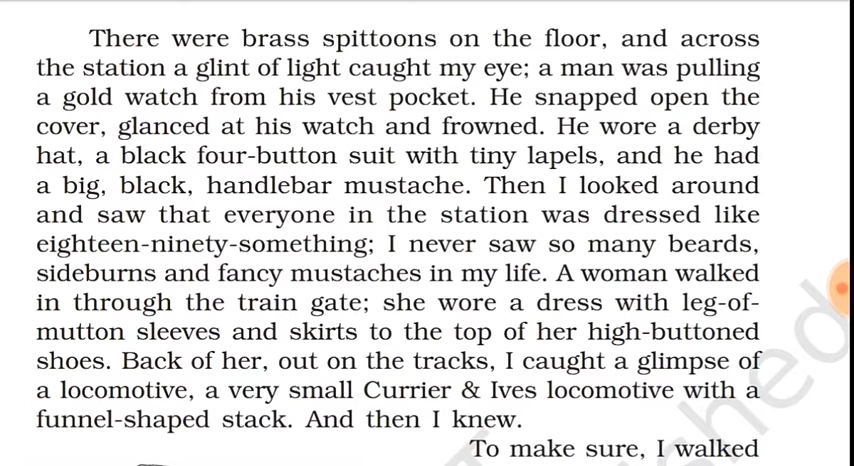 There were brass spittoons on the floor, and across
the station a glint of light caught my eye; a man was pulling
a gold watch from his vest pocket. He snapped open the
cover, glanced at his watch and frowned. He wore a derby
hat, a black four-button suit with tiny lapels, and he had
a big, black, handlebar mustache. Then I looked around
and saw that everyone in the station was dressed like
eighteen-ninety-something; I never saw so many beards,
sideburns and fancy mustaches in my life. A woman walked
in through the train gate; she wore a dress with leg-of-
mutton sleeves and skirts to the top of her high-buttoned
shoes. Back of her, out on the tracks, I caught a glimpse of
a locomotive, a very small Currier & Ives locomotive with a
funnel-shaped stack. And then I knew.
To make sure, I walked